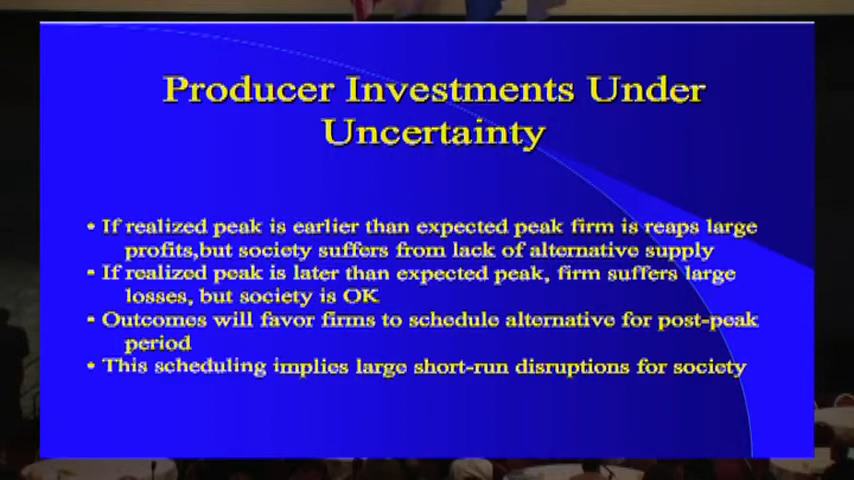 Producer Investments Under
Uncertainty
• If realized peak is earlier than expected peak firm is reaps large
profits,but society suffers from lack of alternative supply
• If realized peak is later than expected peak, firm suffers large
losses, but society is OK
• Outcomes will favor firms to schedule alternative for post-peak
period
• This scheduling implies large short-run disruptions for society